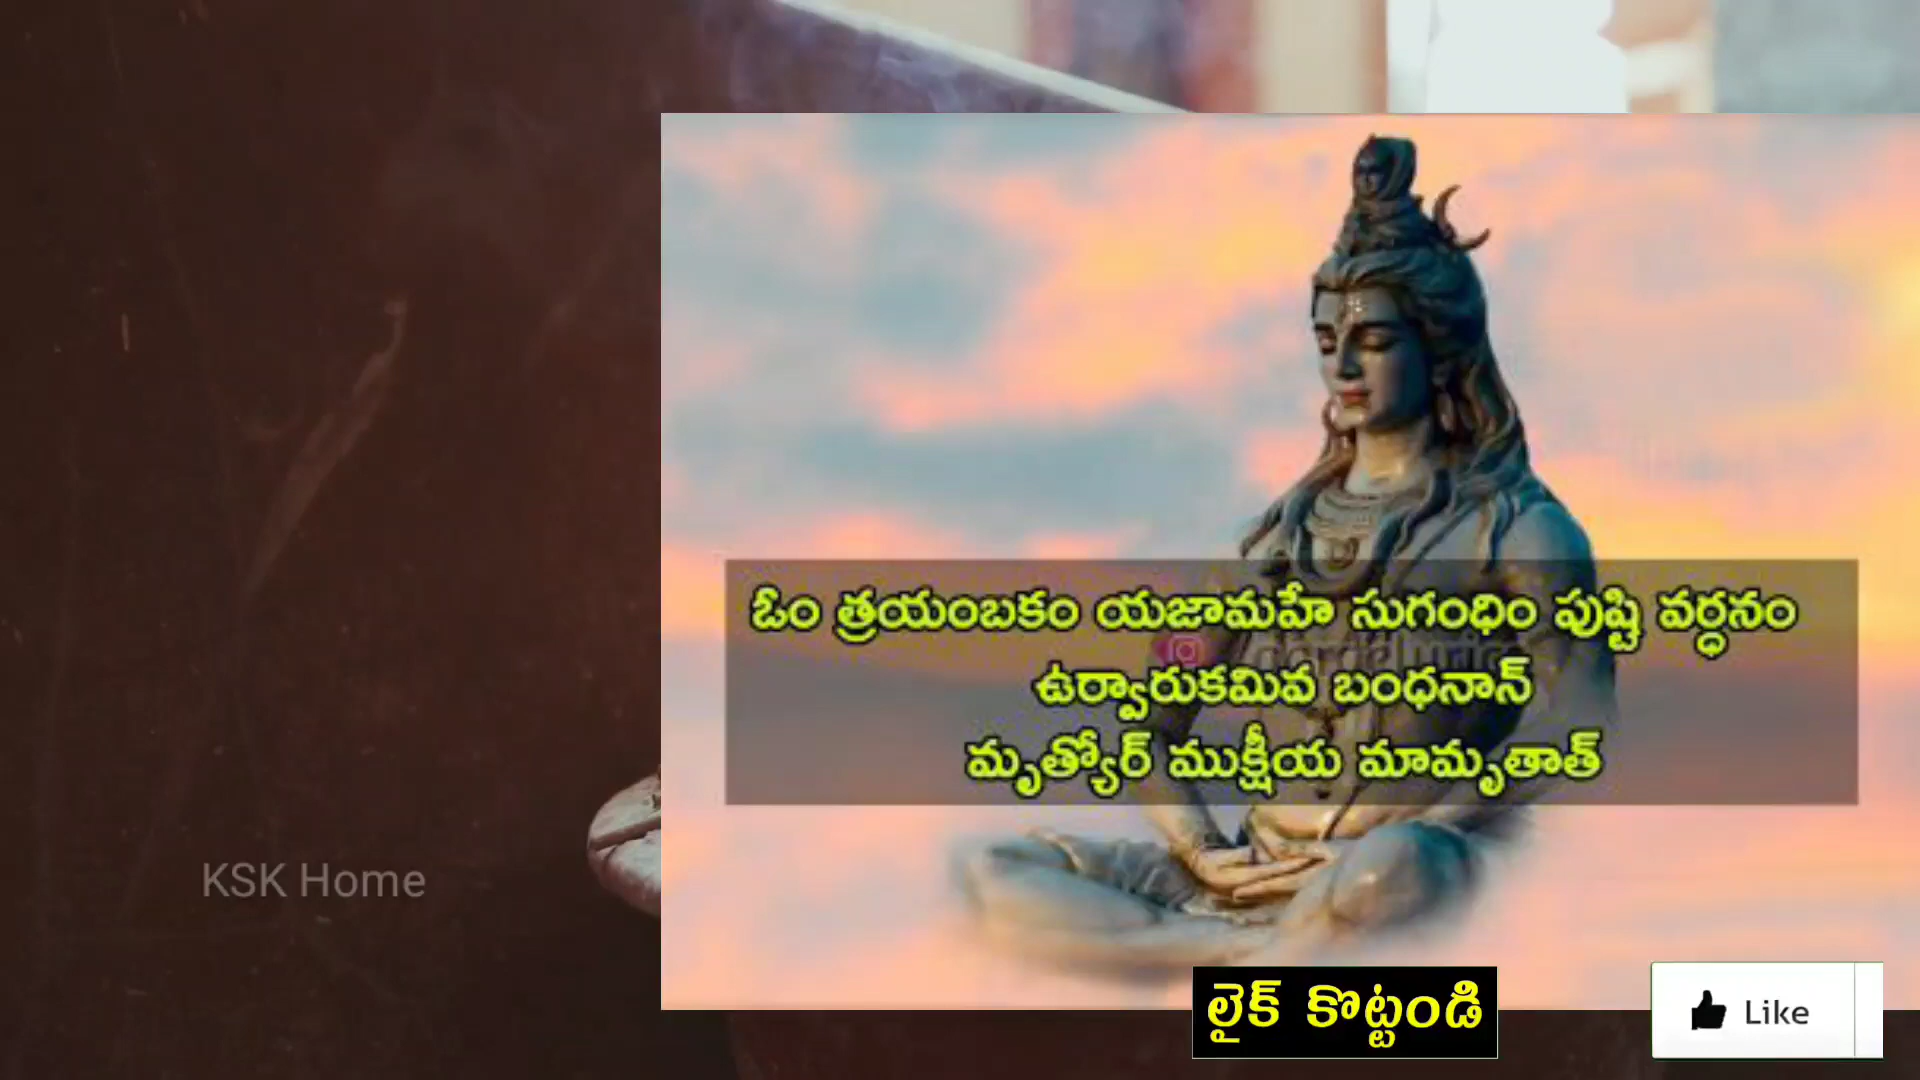 ఓం త్రయంబకం యజామహే సుగంధిం పుష్టి వర్ధనం
ఉర్వారుకమివ బంధనాన్
మృత్యోర్ ముక్షీయ మామృతాత్
KSK Home
లైక్ కొట్టండి
Like